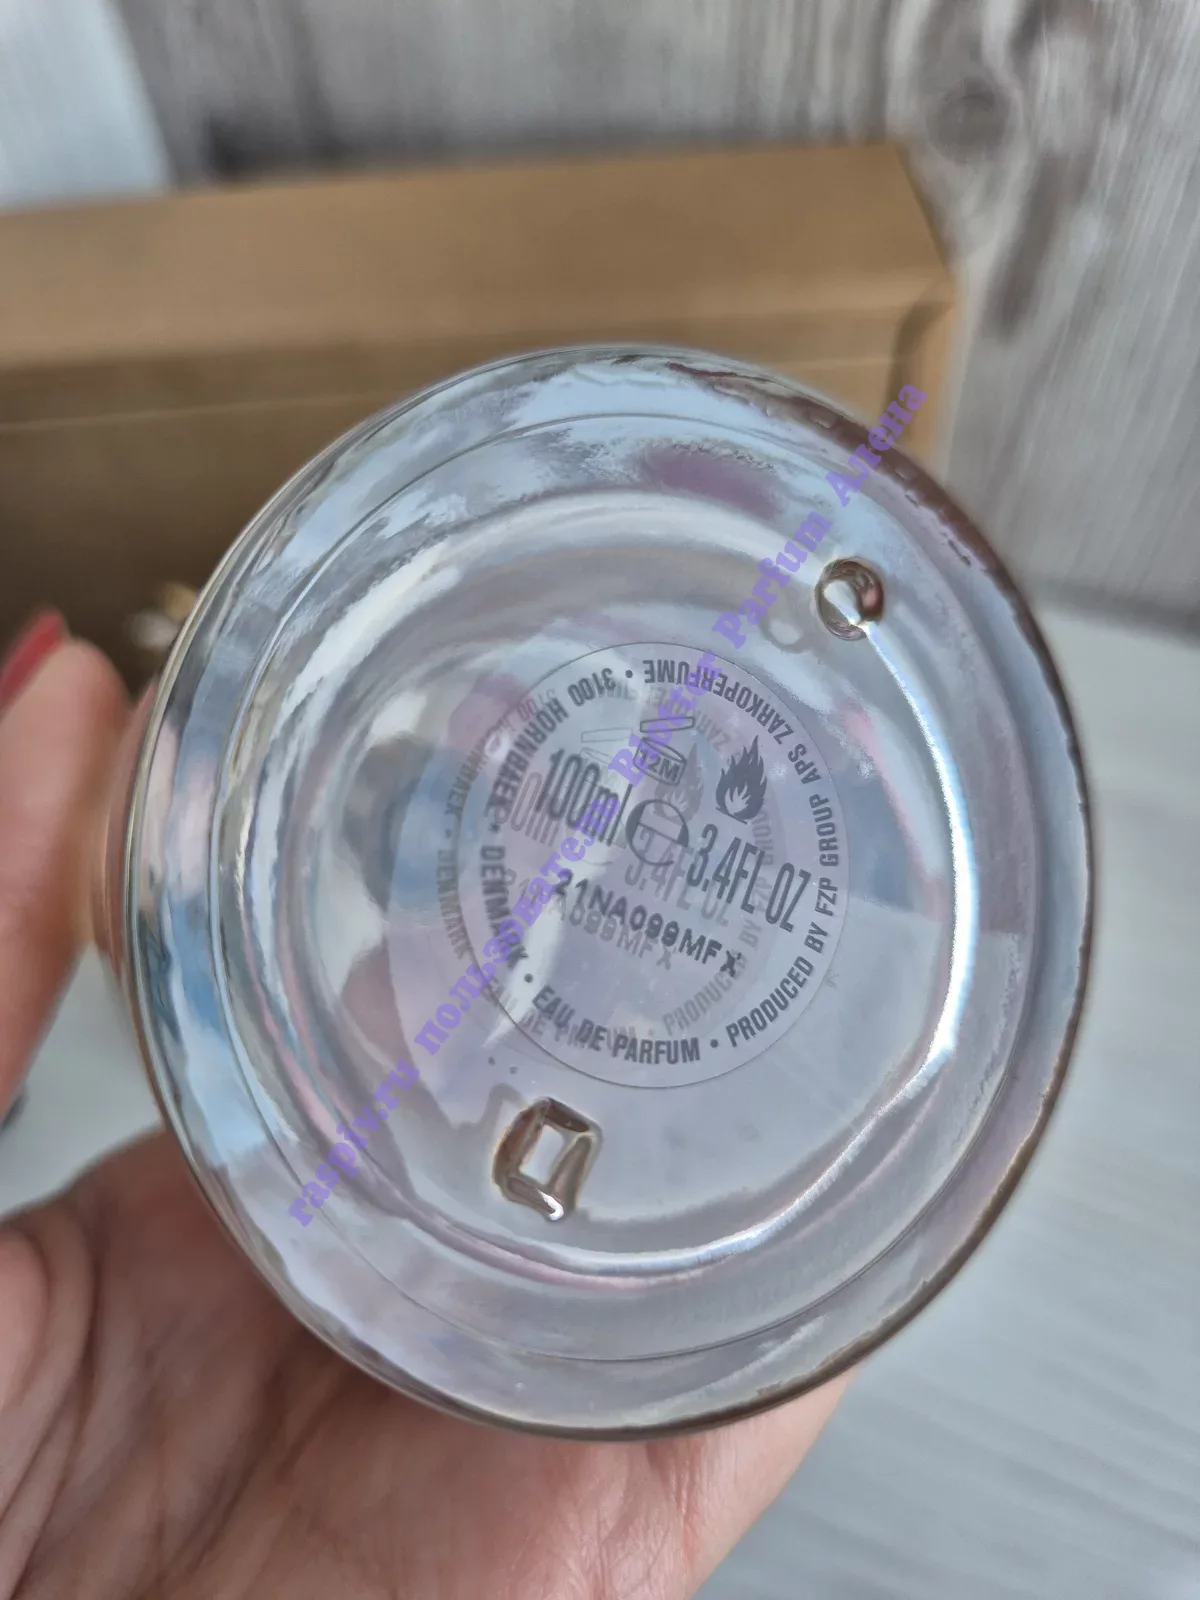 ZARKOPERFUME • 3100 HORNBAEK • DENMARK • EAU DE PARFUM • PRODUCED BY FZP GROUP APS
12M
100ml e 3.4FL OZ
21NA099MFX
raspiv.ru пользователь Blotter Parfum Алена